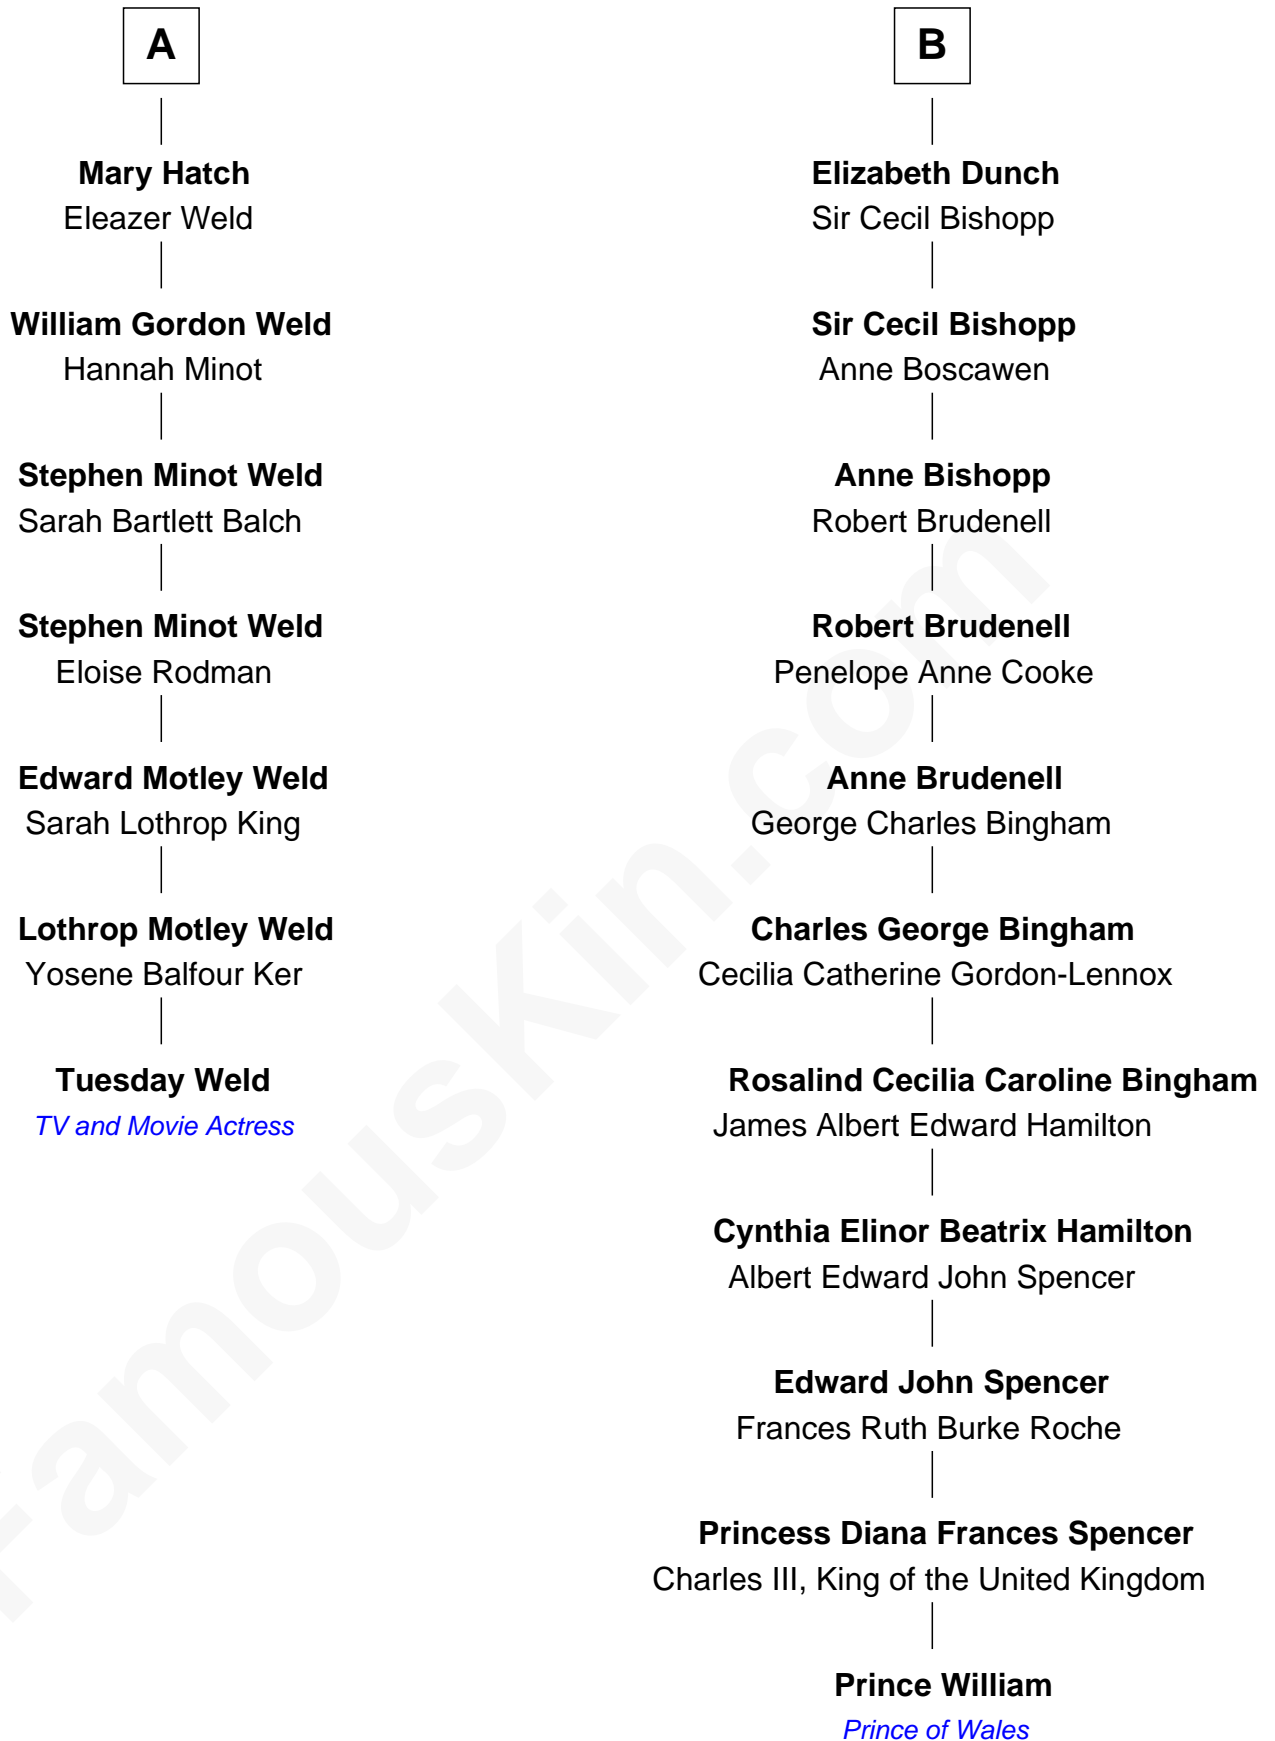 A
Mary Hatch
Eleazer Weld
William Gordon Weld
Hannah Minot
Stephen Minot Weld
Sarah Bartlett Balch
Stephen Minot Weld
Eloise Rodman
Edward Motley Weld
Sarah Lothrop King
Lothrop Motley Weld
Yosene Balfour Ker
Tuesday Weld
TV and Movie Actress
B
Elizabeth Dunch
Sir Cecil Bishopp
Sir Cecil Bishopp
Anne Boscawen
Anne Bishopp
Robert Brudenell
Robert Brudenell
Penelope Anne Cooke
Anne Brudenell
George Charles Bingham
Charles George Bingham
Cecilia Catherine Gordon-Lennox
Rosalind Cecilia Caroline Bingham
James Albert Edward Hamilton
Cynthia Elinor Beatrix Hamilton
Albert Edward John Spencer
Edward John Spencer
Frances Ruth Burke Roche
Princess Diana Frances Spencer
Charles III, King of the United Kingdom
Prince William
Prince of Wales
FamousKin.com